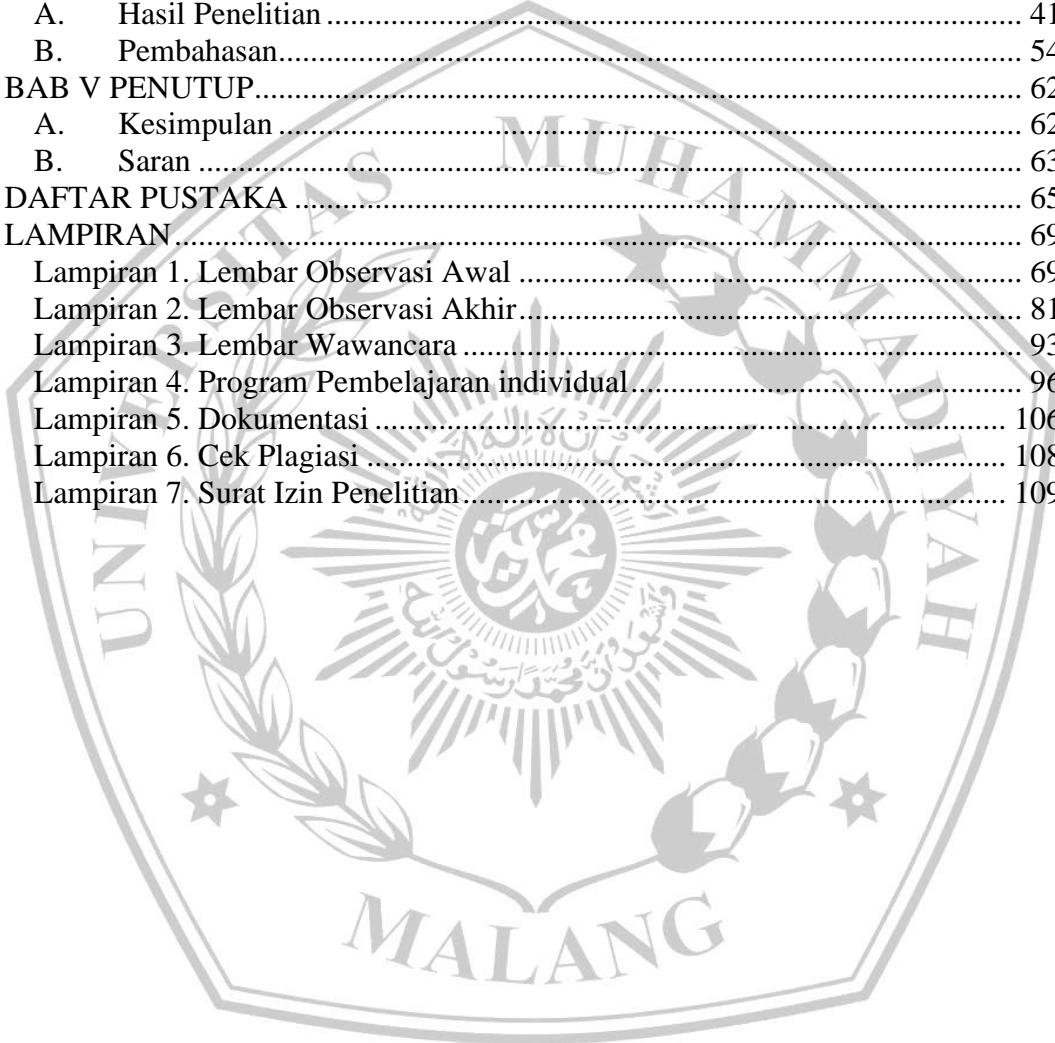 A. Hasil Penelitian ........ 41
B. Pembahasan........ 54
BAB V PENUTUP........ 62
A. Kesimpulan ........ 62
B. Saran ........ 63
DAFTAR PUSTAKA ........ 65
LAMPIRAN........ 69
Lampiran 1. Lembar Observasi Awal ........ 69
Lampiran 2. Lembar Observasi Akhir........ 81
Lampiran 3. Lembar Wawancara ........ 93
Lampiran 4. Program Pembelajaran individual........ 96
Lampiran 5. Dokumentasi ........ 106
Lampiran 6. Cek Plagiasi ........ 108
Lampiran 7. Surat Izin Penelitian........ 109
UNIVERSITAS MUHAMMADIYAH
MALANG